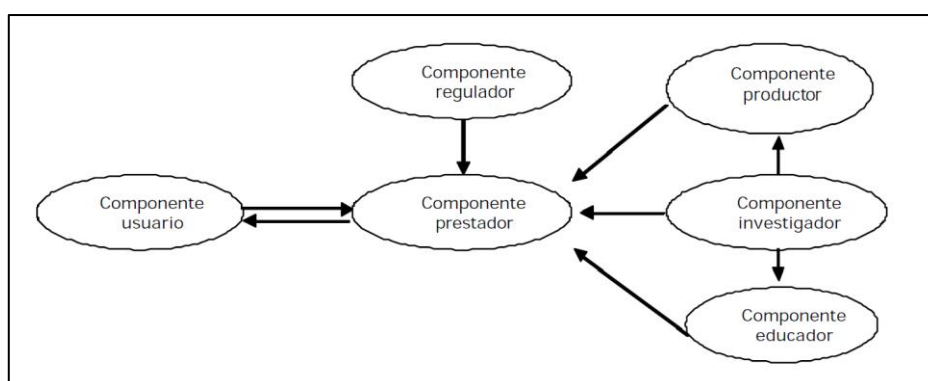 Componente
regulador
Componente
productor
Componente
usuario
Componente
prestador
Componente
investigador
Componente
educador